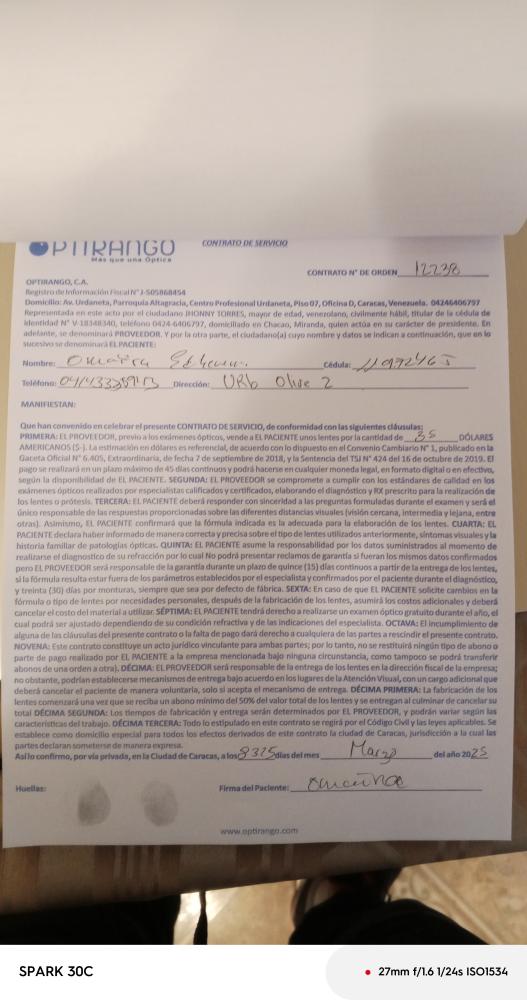 OPTIRANGO
Más que una Óptica
CONTRATO DE SERVICIO
CONTRATO N° DE ORDEN 12238
OPTIRANGO, C.A.
Registro de Información Fiscal N° J-505868454
Domicilio: Av. Urdaneta, Parroquia Altagracia, Centro Profesional Urdaneta, Piso 07, Oficina D, Caracas, Venezuela. 04246406797
Representada en este acto por el ciudadano JHONNY TORRES, mayor de edad, venezolano, civilmente hábil, titular de la cédula de
identidad N° V-18348340, teléfono 0424-6406797, domiciliado en Chacao, Miranda, quien actúa en su carácter de presidente. En
adelante, se denominará PROVEEDOR. Y por la otra parte, el ciudadano(a) cuyo nombre y datos se indican a continuación, que en lo
sucesivo se denominará EL PACIENTE:
Nombre: Cédula:
Teléfono: Dirección: URb Olive 2
MANIFIESTAN:
Que han convenido en celebrar el presente CONTRATO DE SERVICIO, de conformidad con las siguientes cláusulas:
PRIMERA: EL PROVEEDOR, previo a los exámenes ópticos, vende a EL PACIENTE unos lentes por la cantidad de 35 DÓLARES
AMERICANOS ($-). La estimación en dólares es referencial, de acuerdo con lo dispuesto en el Convenio Cambiario N° 1, publicado en la
Gaceta Oficial N° 6.405, Extraordinaria, de fecha 7 de septiembre de 2018, y la Sentencia del TSJ N° 424 del 16 de octubre de 2019. El
pago se realizará en un plazo máximo de 45 días continuos y podrá hacerse en cualquier moneda legal, en formato digital o en efectivo,
según la disponibilidad de EL PACIENTE. SEGUNDA: EL PROVEEDOR se compromete a cumplir con los estándares de calidad en los
exámenes ópticos realizados por especialistas calificados y certificados, elaborando el diagnóstico y RX prescrito para la realización de
los lentes o prótesis. TERCERA: EL PACIENTE deberá responder con sinceridad a las preguntas formuladas durante el examen y será el
único responsable de las respuestas proporcionadas sobre las diferentes distancias visuales (visión cercana, intermedia y lejana, entre
otras). Asimismo, EL PACIENTE confirmará que la fórmula indicada es la adecuada para la elaboración de los lentes. CUARTA: EL
PACIENTE declara haber informado de manera correcta y precisa sobre el tipo de lentes utilizados anteriormente, síntomas visuales y la
historia familiar de patologías ópticas. QUINTA: EL PACIENTE asume la responsabilidad por los datos suministrados al momento de
realizarse el diagnostico de su refracción por lo cual No podrá presentar reclamos de garantía si fueran los mismos datos confirmados
pero EL PROVEEDOR será responsable de la garantía durante un plazo de quince (15) días continuos a partir de la entrega de los lentes,
si la fórmula resulta estar fuera de los parámetros establecidos por el especialista y confirmados por el paciente durante el diagnóstico,
y treinta (30) días por monturas, siempre que sea por defecto de fábrica. SEXTA: En caso de que EL PACIENTE solicite cambios en la
fórmula o tipo de lentes por necesidades personales, después de la fabricación de los lentes, asumirá los costos adicionales y deberá
cancelar el costo del material a utilizar. SÉPTIMA: EL PACIENTE tendrá derecho a realizarse un examen óptico gratuito durante el año, el
cual podrá ser ajustado dependiendo de su condición refractiva y de las indicaciones del especialista. OCTAVA: El incumplimiento de
alguna de las cláusulas del presente contrato o la falta de pago dará derecho a cualquiera de las partes a rescindir el presente contrato.
NOVENA: Este contrato constituye un acto jurídico vinculante para ambas partes; por lo tanto, no se restituirá ningún tipo de abono o
parte de pago realizado por EL PACIENTE a la empresa mencionada bajo ninguna circunstancia, como tampoco se podrá transferir
abonos de una orden a otra). DÉCIMA: EL PROVEEDOR será responsable de la entrega de los lentes en la dirección fiscal de la empresa;
no obstante, podrían establecerse mecanismos de entrega bajo acuerdo en los lugares de la Atención Visual, con un cargo adicional que
deberá cancelar el paciente de manera voluntaria, solo si acepta el mecanismo de entrega. DÉCIMA PRIMERA: La fabricación de los
lentes comenzará una vez que se reciba un abono mínimo del 50% del valor total de los lentes y se entregan al culminar de cancelar su
total DÉCIMA SEGUNDA: Los tiempos de fabricación y entrega serán determinados por EL PROVEEDOR, y podrán variar según las
características del trabajo. DÉCIMA TERCERA: Todo lo estipulado en este contrato se regirá por el Código Civil y las leyes aplicables. Se
establece como domicilio especial para todos los efectos derivados de este contrato la ciudad de Caracas, jurisdicción a la cual las
partes declaran someterse de manera expresa.
Así lo confirmo, por vía privada, en la Ciudad de Caracas, a los días del mes Marzo del año 2025
Huellas: Firma del Paciente:
www.optirango.com
SPARK 30C
27mm f/1.6 1/24s ISO1534